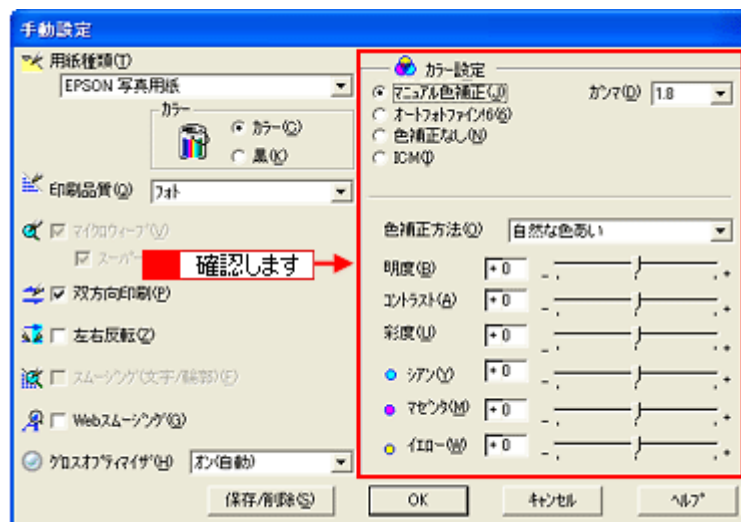 手動設定
用紙種類(T)
EPSON 写真用紙
カラー
カラー(C)
黒(K)
印刷品質(Q)
フォト
マイクロウィーブ(V)
スーパー
双方向印刷(P)
左右反転(Z)
スムージング(文字/輪郭)(E)
Webスムージング(G)
グロスオプティマイザ(H) オン(自動)
保存/削除(S)
確認します
カラー設定
マニュアル色補正(J)
ガンマ(D) 1.8
オートフォトファイン!6(6)
色補正なし(N)
ICM(I)
色補正方法(O) 自然な色あい
明度(B) +0 - +
コントラスト(A) +0 - +
彩度(U) +0 - +
シアン(Y) +0 - +
マゼンタ(M) +0 - +
イエロー(W) +0 - +
OK
キャンセル
ヘルプ